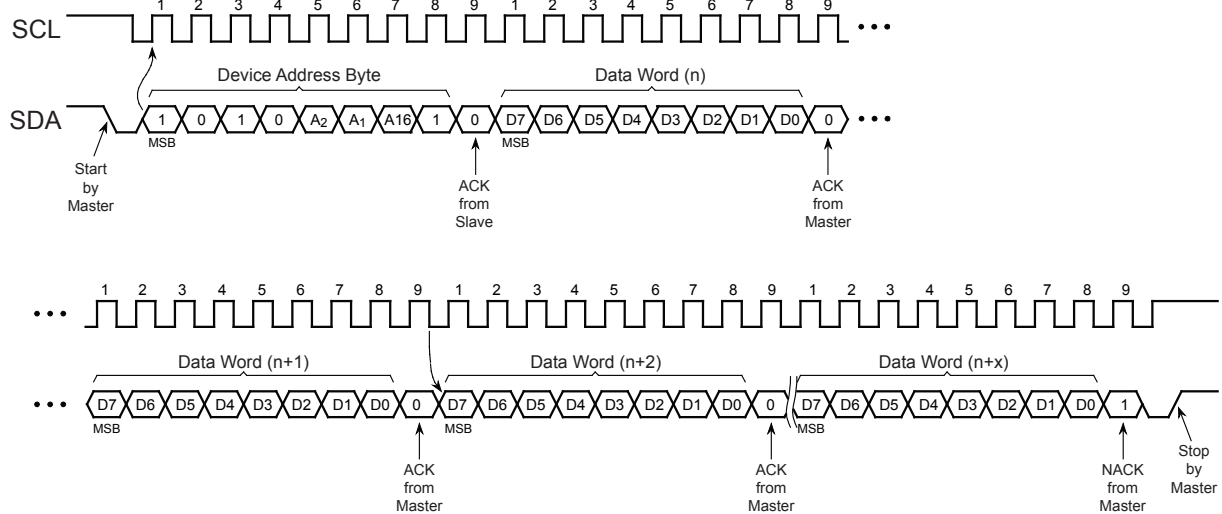 1 2 3 4 5 6 7 8 9 1 2 3 4 5 6 7 8 9
SCL
Device Address Byte Data Word (n)
SDA 1 0 1 0 A2 A1 A16 1 0 D7 D6 D5 D4 D3 D2 D1 D0 0
MSB MSB
Start
by
Master
ACK
from
Slave
ACK
from
Master
1 2 3 4 5 6 7 8 9 1 2 3 4 5 6 7 8 9 1 2 3 4 5 6 7 8 9
Data Word (n+1) Data Word (n+2) Data Word (n+x)
D7 D6 D5 D4 D3 D2 D1 D0 0 D7 D6 D5 D4 D3 D2 D1 D0 0 D7 D6 D5 D4 D3 D2 D1 D0 1
MSB MSB MSB
ACK
from
Master
ACK
from
Master
NACK
from
Master
Stop
by
Master